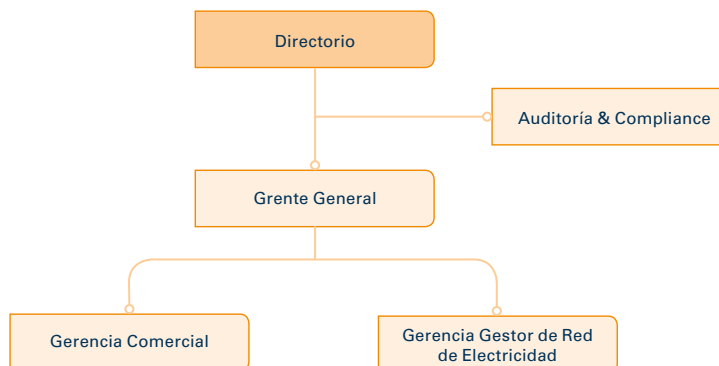 Directorio
Auditoría & Compliance
Grente General
Gerencia Comercial
Gerencia Gestor de Red
de Electricidad